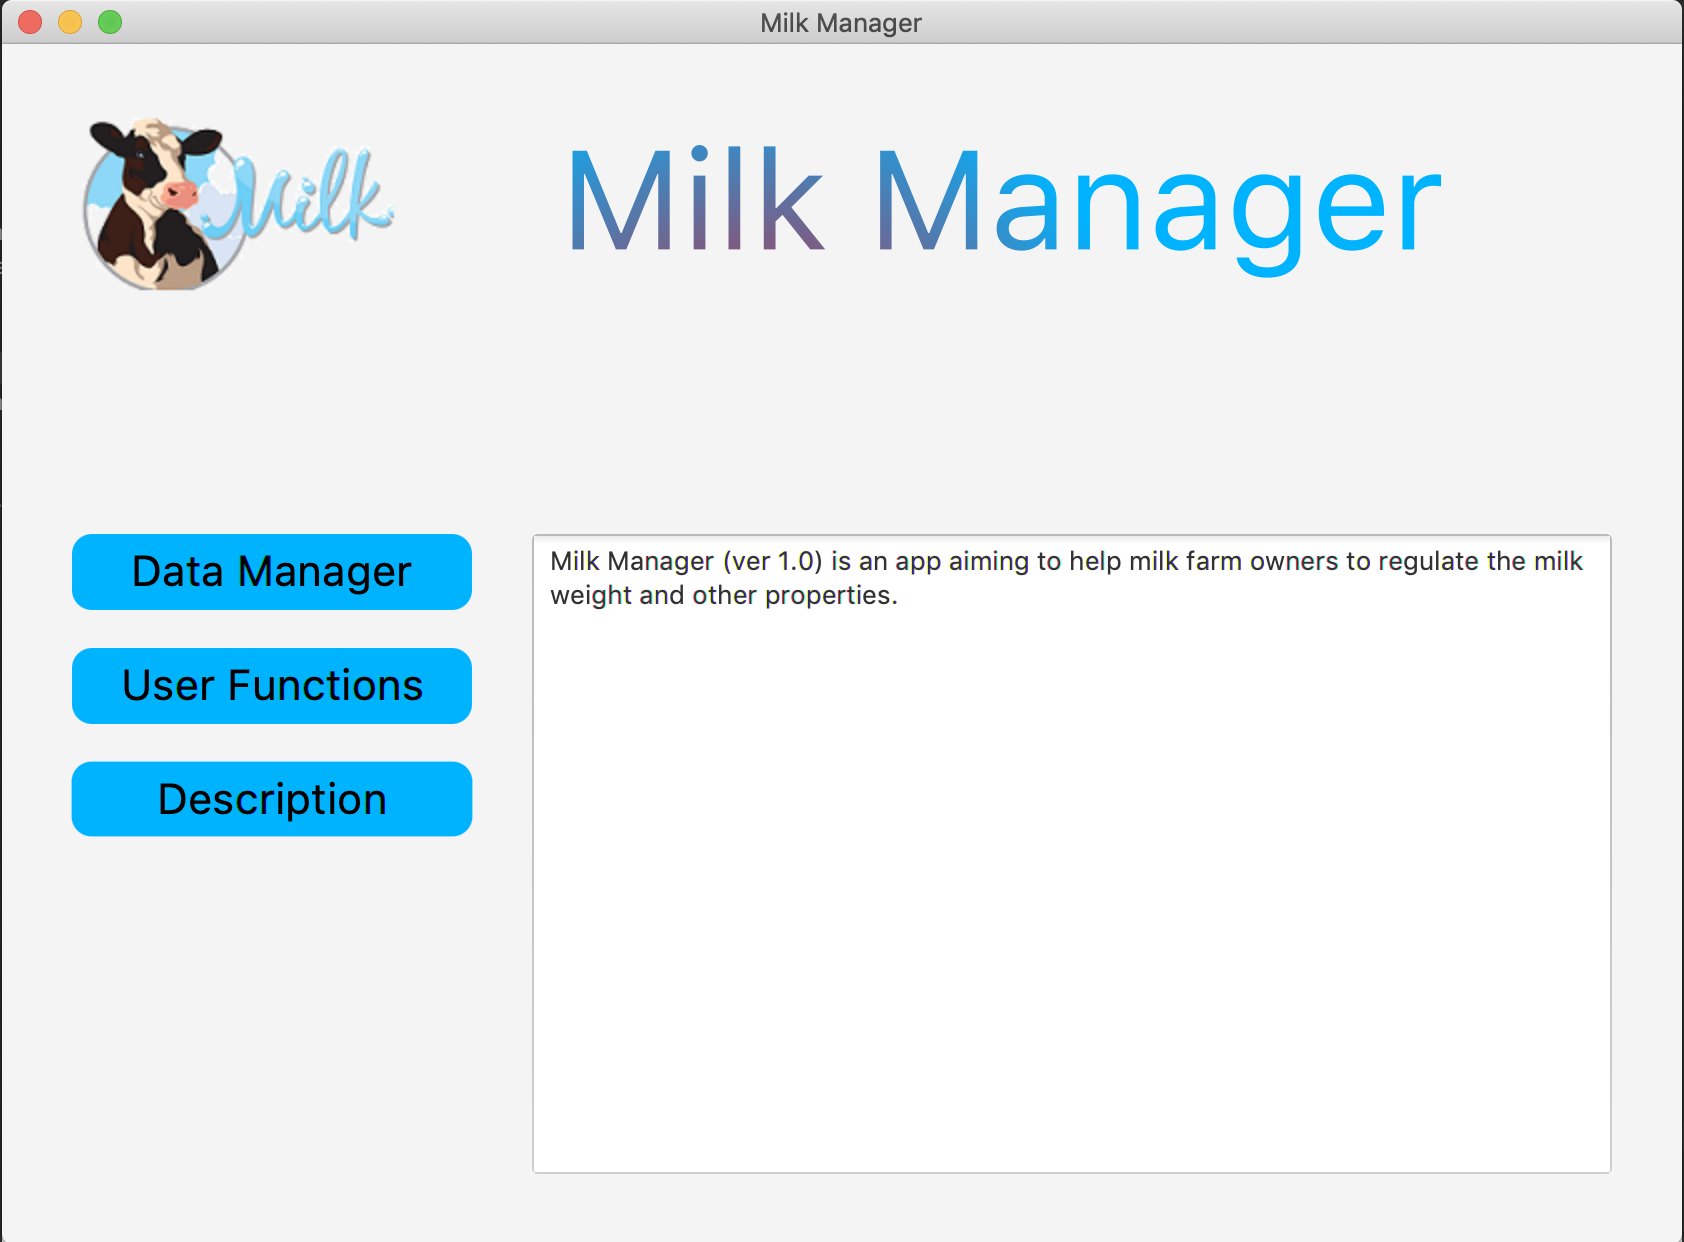 Milk Manager
Milk
Milk Manager
Data Manager
User Functions
Description
Milk Manager (ver 1.0) is an app aiming to help milk farm owners to regulate the milk
weight and other properties.